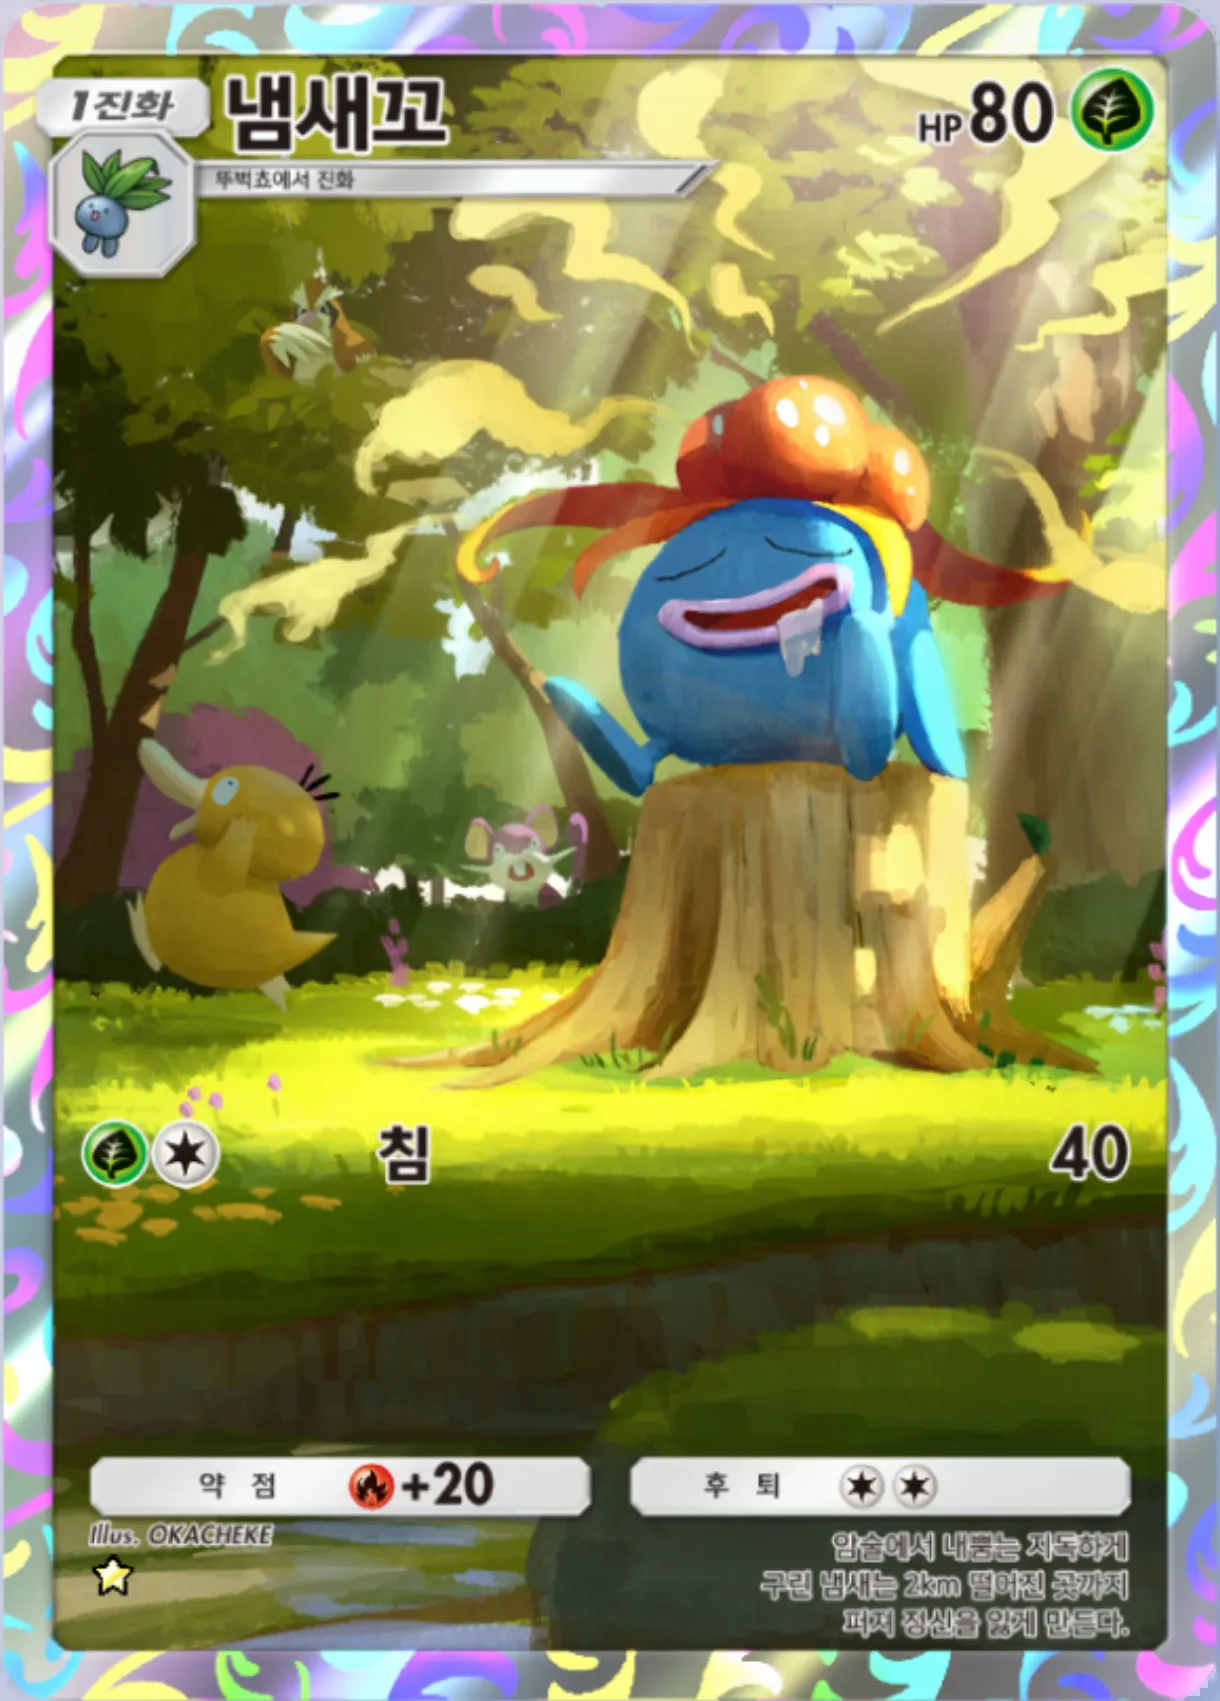 1진화
냄새꼬
HP 80
뚜벅쵸에서 진화
침
40
약점 +20
후퇴
Illus. OKACHEKE
암술에서 내뿜는 지독하게
구린 냄새는 2km 떨어진 곳까지
퍼져 정신을 잃게 만든다.